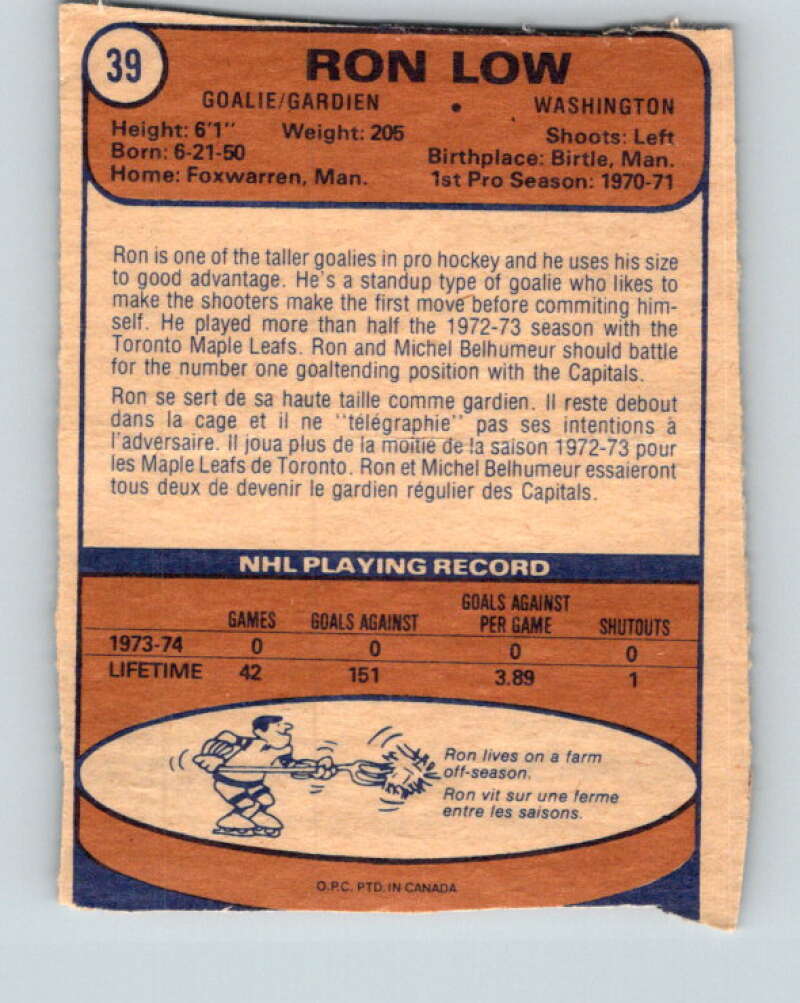 39
RON LOW
GOALIE/GARDIEN • WASHINGTON
Height: 6'1" Weight: 205 Shoots: Left
Born: 6-21-50 Birthplace: Birtle, Man.
Home: Foxwarren, Man. 1st Pro Season: 1970-71
Ron is one of the taller goalies in pro hockey and he uses his size
to good advantage. He's a standup type of goalie who likes to
make the shooters make the first move before commiting him-
self. He played more than half the 1972-73 season with the
Toronto Maple Leafs. Ron and Michel Belhumeur should battle
for the number one goaltending position with the Capitals.
Ron se sert de sa haute taille comme gardien. Il reste debout
dans la cage et il ne "télégraphie" pas ses intentions à
l'adversaire. Il joua plus de la moitie de la saison 1972-73 pour
les Maple Leafs de Toronto. Ron et Michel Belhumeur essaieront
tous deux de devenir le gardien régulier des Capitals.
NHL PLAYING RECORD
GAMES GOALS AGAINST GOALS AGAINST PER GAME SHUTOUTS
1973-74 0 0 0 0
LIFETIME 42 151 3.89 1
Ron lives on a farm
off-season.
Ron vit sur une ferme
entre les saisons.
O.P.C. PTD. IN CANADA